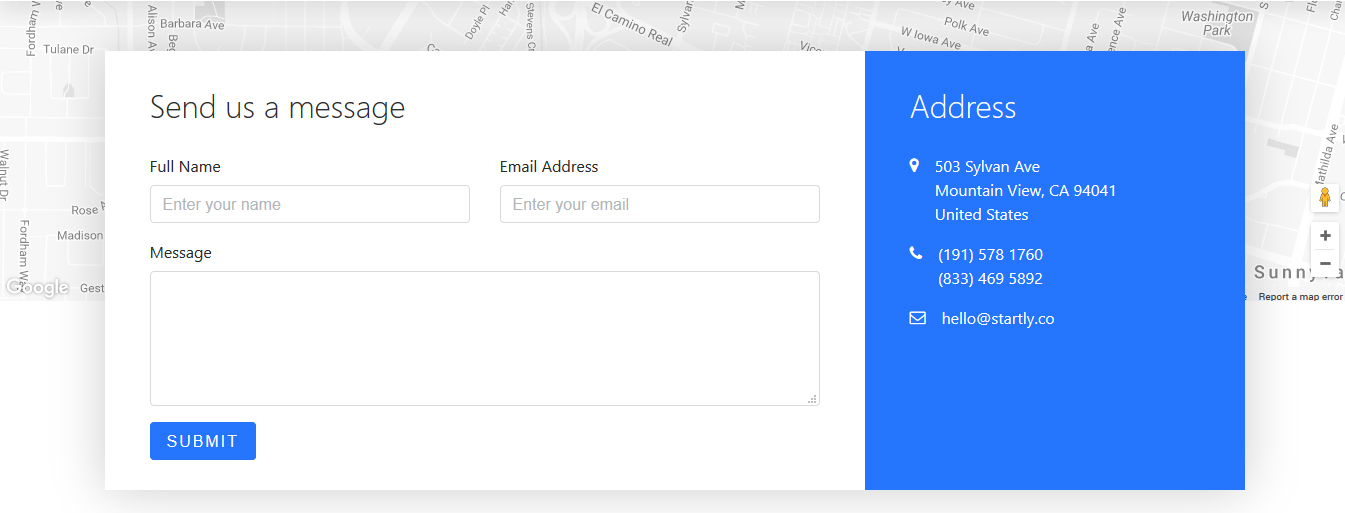 Barbara Ave
Alison Av
Fordham W
Tulane Dr
Doyle Pl
Stevens C
El Camino Real
Sylvan
Polk Ave
W Iowa Ave
Washington
Park
Send us a message
Address
Full Name
Email Address
503 Sylvan Ave
Enter your name
Enter your email
Mountain View, CA 94041
United States
Mathilda Ave
Walnut Dr
Rose
Madison
Fordham Wa
Message
(191) 578 1760
(833) 469 5892
hello@startly.co
Google
Gest
Report a map error
SUBMIT